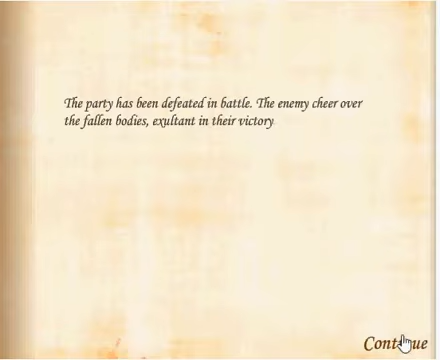 The party has been defeated in battle. The enemy cheer over
the fallen bodies, exultant in their victory
Continue